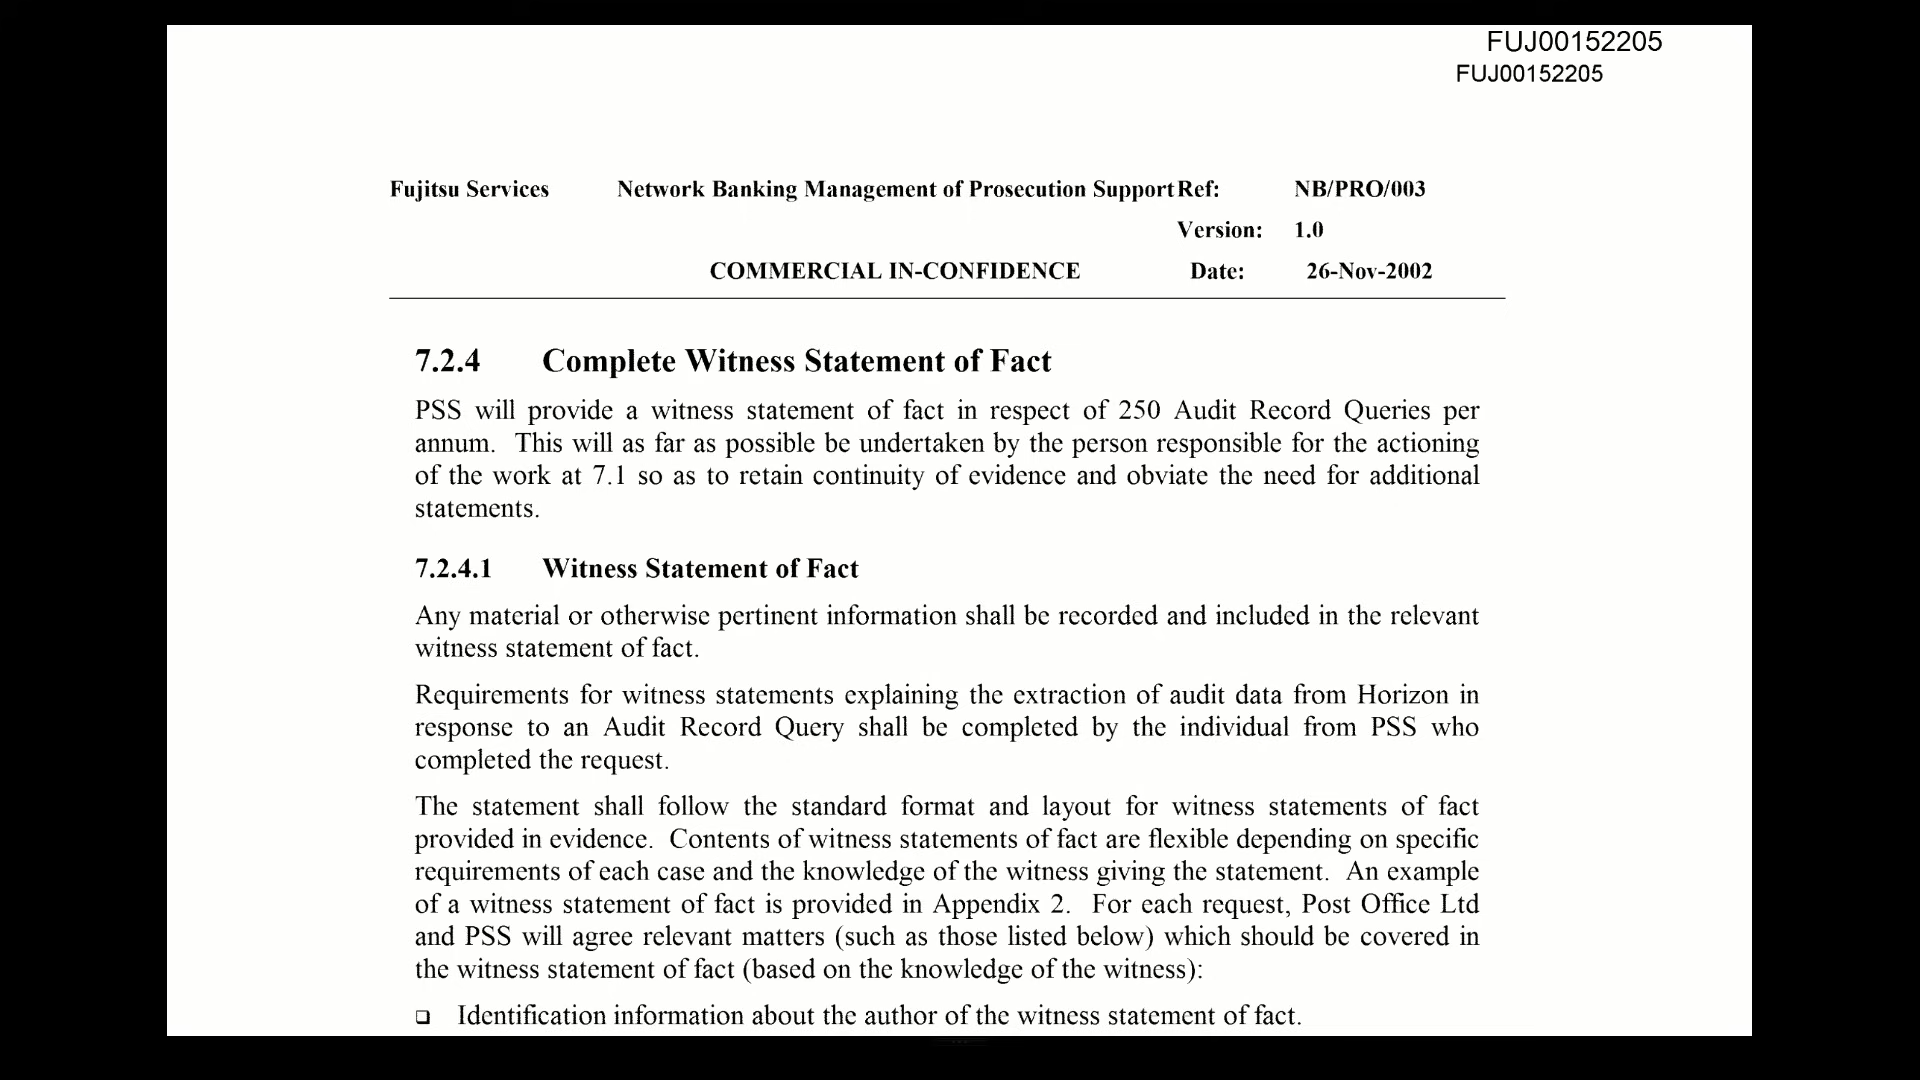 FUJ00152205
FUJ00152205
Fujitsu Services Network Banking Management of Prosecution Support Ref: NB/PRO/003
Version: 1.0
COMMERCIAL IN-CONFIDENCE Date: 26-Nov-2002
7.2.4 Complete Witness Statement of Fact
PSS will provide a witness statement of fact in respect of 250 Audit Record Queries per
annum. This will as far as possible be undertaken by the person responsible for the actioning
of the work at 7.1 so as to retain continuity of evidence and obviate the need for additional
statements.
7.2.4.1 Witness Statement of Fact
Any material or otherwise pertinent information shall be recorded and included in the relevant
witness statement of fact.
Requirements for witness statements explaining the extraction of audit data from Horizon in
response to an Audit Record Query shall be completed by the individual from PSS who
completed the request.
The statement shall follow the standard format and layout for witness statements of fact
provided in evidence. Contents of witness statements of fact are flexible depending on specific
requirements of each case and the knowledge of the witness giving the statement. An example
of a witness statement of fact is provided in Appendix 2. For each request, Post Office Ltd
and PSS will agree relevant matters (such as those listed below) which should be covered in
the witness statement of fact (based on the knowledge of the witness):
❑ Identification information about the author of the witness statement of fact.